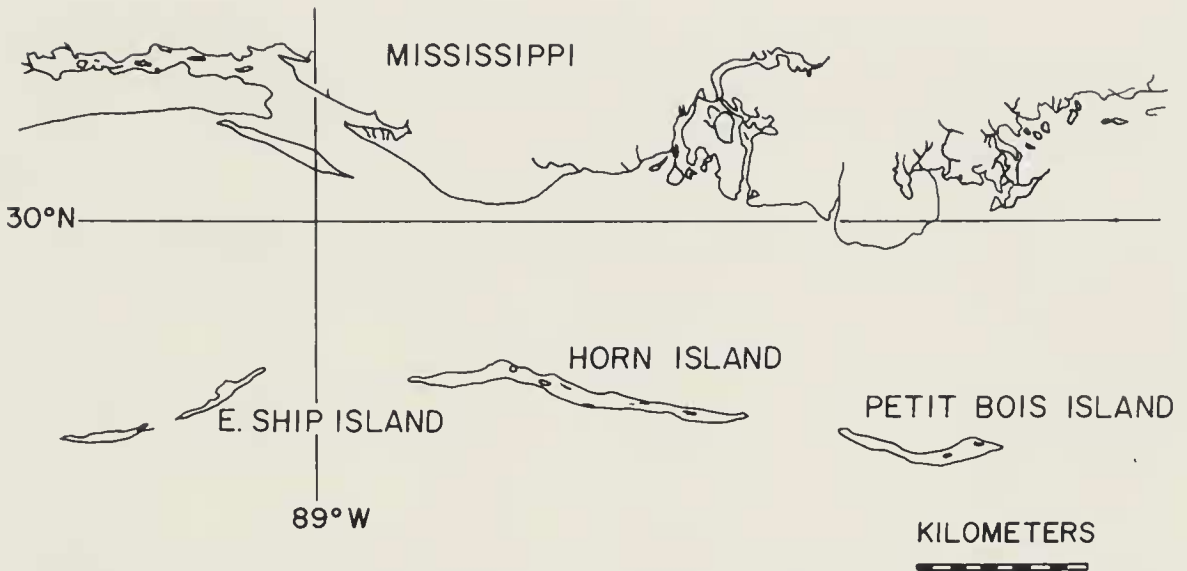 MISSISSIPPI
30°N
HORN ISLAND
PETIT BOIS ISLAND
E. SHIP ISLAND
89°W
KILOMETERS